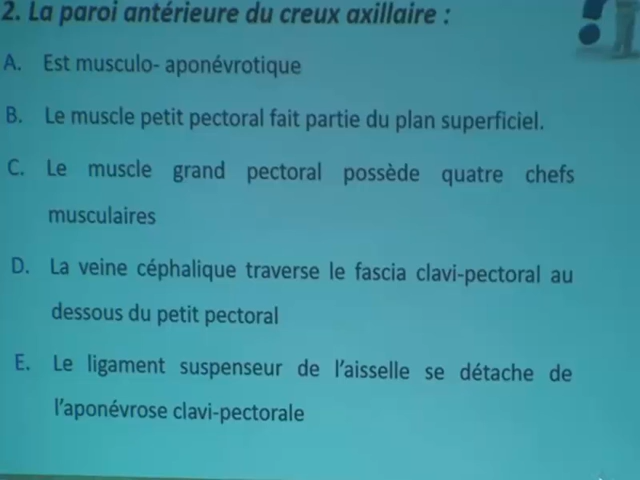 2. La paroi antérieure du creux axillaire :
A. Est musculo- aponévrotique
B. Le muscle petit pectoral fait partie du plan superficiel.
C. Le muscle grand pectoral possède quatre chefs
musculaires
D. La veine céphalique traverse le fascia clavi-pectoral au
dessous du petit pectoral
E. Le ligament suspenseur de l'aisselle se détache de
l'aponévrose clavi-pectorale